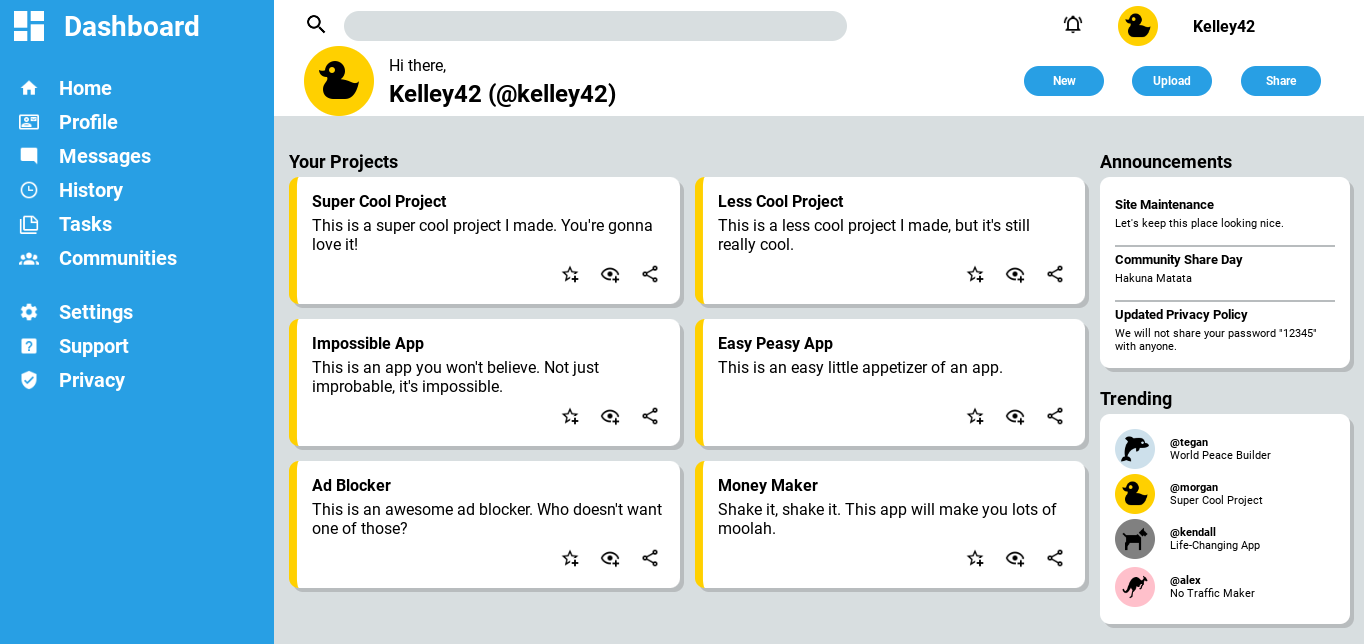 Dashboard
Home
Profile
Messages
History
Tasks
Communities
Settings
Support
Privacy
Kelley42
Hi there,
Kelley42 (@kelley42)
New
Upload
Share
Your Projects
Super Cool Project
This is a super cool project I made. You're gonna
love it!
Less Cool Project
This is a less cool project I made, but it's still
really cool.
Impossible App
This is an app you won't believe. Not just
improbable, it's impossible.
Easy Peasy App
This is an easy little appetizer of an app.
Ad Blocker
This is an awesome ad blocker. Who doesn't want
one of those?
Money Maker
Shake it, shake it. This app will make you lots of
moolah.
Announcements
Site Maintenance
Let's keep this place looking nice.
Community Share Day
Hakuna Matata
Updated Privacy Policy
We will not share your password "12345"
with anyone.
Trending
@tegan
World Peace Builder
@morgan
Super Cool Project
@kendall
Life-Changing App
@alex
No Traffic Maker